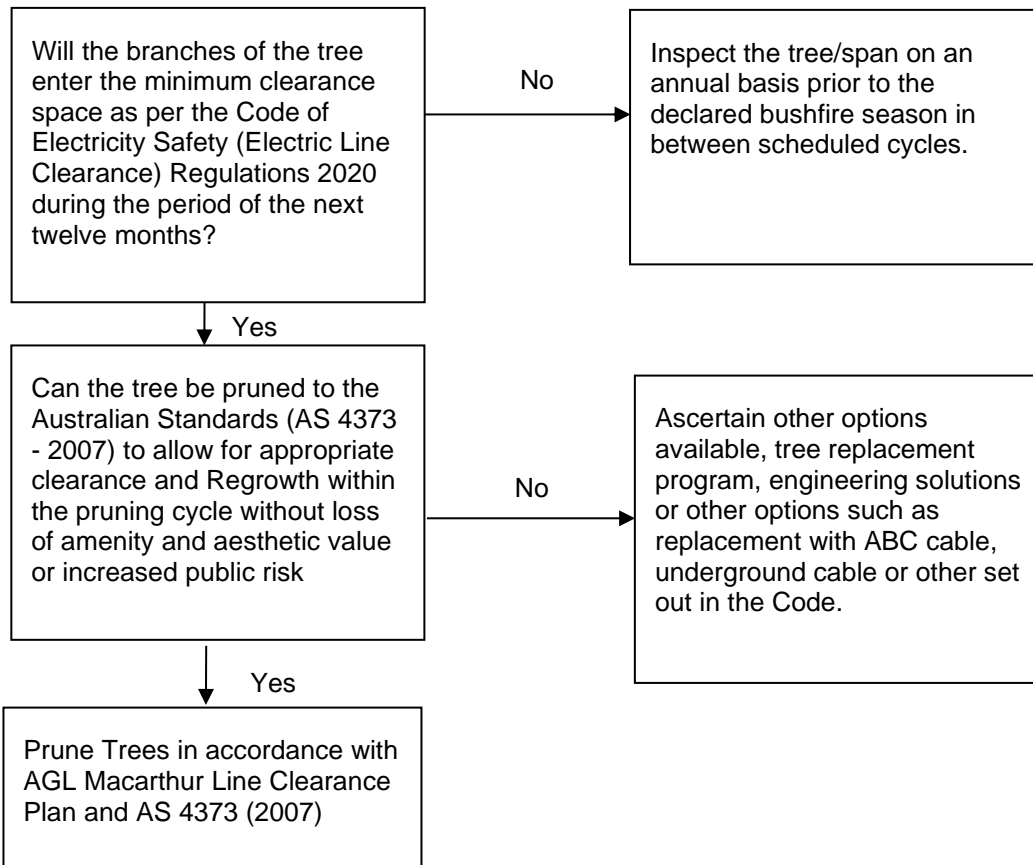 Will the branches of the tree
enter the minimum clearance
space as per the Code of
Electricity Safety (Electric Line
Clearance) Regulations 2020
during the period of the next
twelve months?
No
Inspect the tree/span on an
annual basis prior to the
declared bushfire season in
between scheduled cycles.
Yes
Can the tree be pruned to the
Australian Standards (AS 4373
- 2007) to allow for appropriate
clearance and Regrowth within
the pruning cycle without loss
of amenity and aesthetic value
or increased public risk
No
Ascertain other options
available, tree replacement
program, engineering solutions
or other options such as
replacement with ABC cable,
underground cable or other set
out in the Code.
Yes
Prune Trees in accordance with
AGL Macarthur Line Clearance
Plan and AS 4373 (2007)